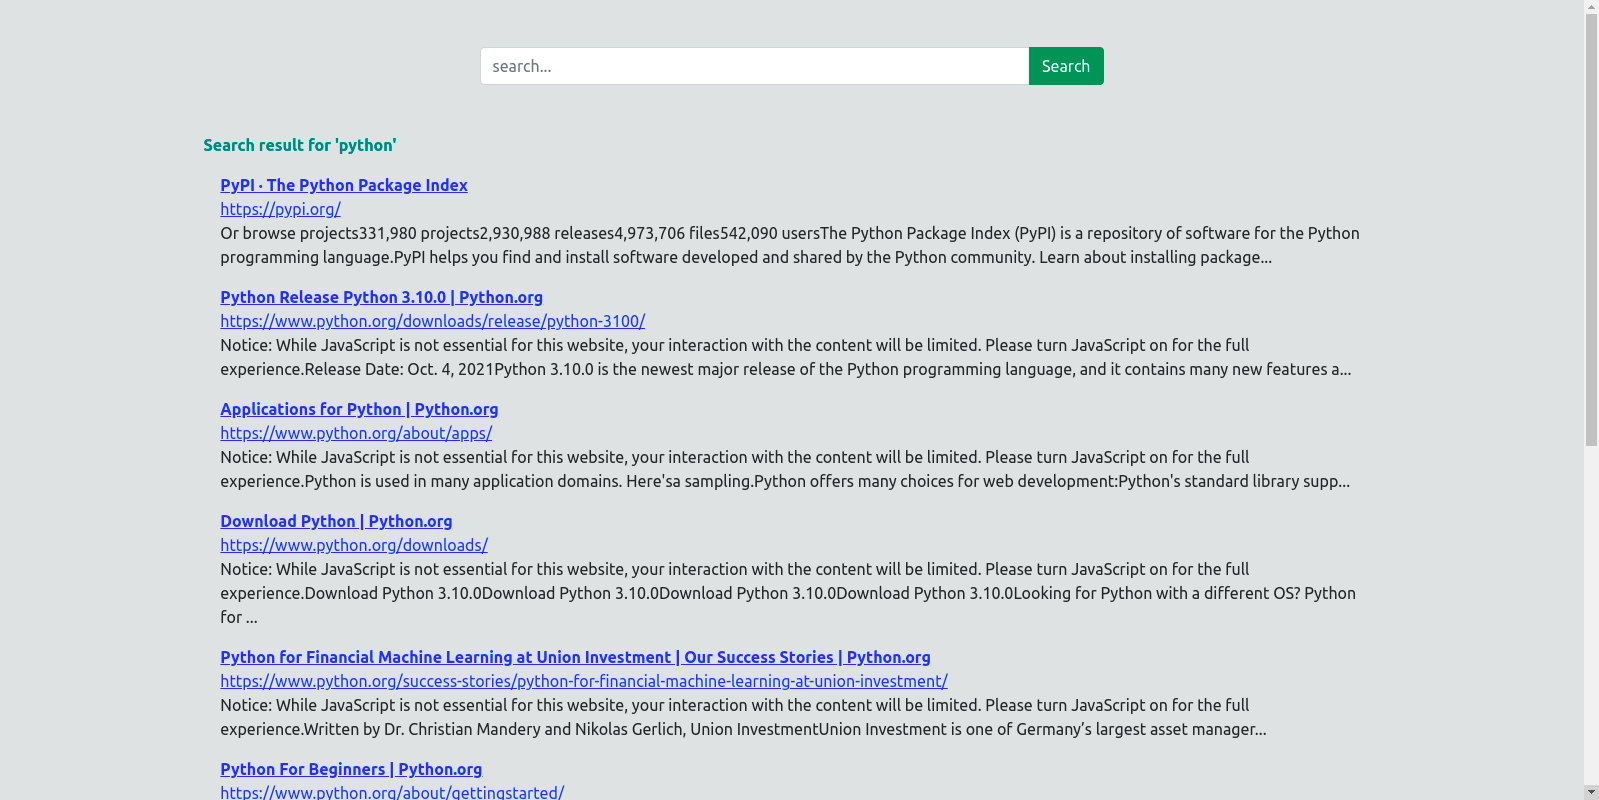 search...
Search
Search result for 'python'
PyPI · The Python Package Index
https://pypi.org/
Or browse projects331,980 projects2,930,988 releases4,973,706 files542,090 usersThe Python Package Index (PyPI) is a repository of software for the Python
programming language.PyPI helps you find and install software developed and shared by the Python community. Learn about installing package...
Python Release Python 3.10.0 | Python.org
https://www.python.org/downloads/release/python-3100/
Notice: While JavaScript is not essential for this website, your interaction with the content will be limited. Please turn JavaScript on for the full
experience.Release Date: Oct. 4, 2021Python 3.10.0 is the newest major release of the Python programming language, and it contains many new features a...
Applications for Python | Python.org
https://www.python.org/about/apps/
Notice: While JavaScript is not essential for this website, your interaction with the content will be limited. Please turn JavaScript on for the full
experience.Python is used in many application domains. Here'sa sampling.Python offers many choices for web development:Python's standard library supp...
Download Python | Python.org
https://www.python.org/downloads/
Notice: While JavaScript is not essential for this website, your interaction with the content will be limited. Please turn JavaScript on for the full
experience.Download Python 3.10.0Download Python 3.10.0Download Python 3.10.0Download Python 3.10.0Looking for Python with a different OS? Python
for ...
Python for Financial Machine Learning at Union Investment | Our Success Stories | Python.org
https://www.python.org/success-stories/python-for-financial-machine-learning-at-union-investment/
Notice: While JavaScript is not essential for this website, your interaction with the content will be limited. Please turn JavaScript on for the full
experience.Written by Dr. Christian Mandery and Nikolas Gerlich, Union InvestmentUnion Investment is one of Germany’s largest asset manager...
Python For Beginners | Python.org
https://www.python.org/about/gettingstarted/